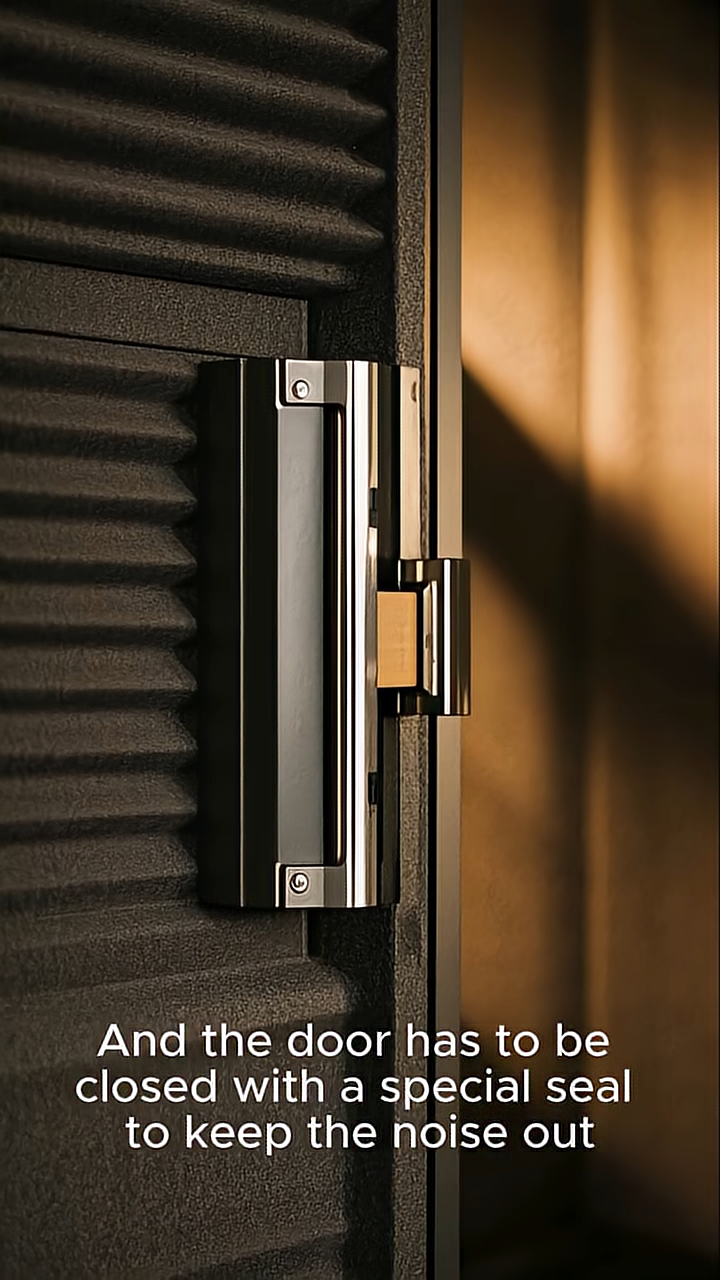 And the door has to be
closed with a special seal
to keep the noise out